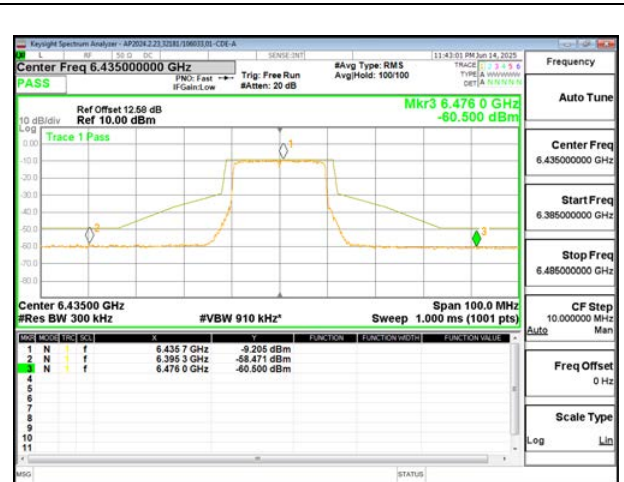 Keysight Spectrum Analyzer - AP2024.2.23,32181/106033,01-CDE-A
L RF 50 Ω DC SENSE:INT 11:43:01 PM Jun 14, 2025
Center Freq 6.435000000 GHz #Avg Type: RMS TRACE 1 2 3 4 5 6
PASS PNO: Fast Trig: Free Run Avg|Hold: 100/100 TYPE A WWWWW
IFGain:Low #Atten: 20 dB DET A N N N N N
Ref Offset 12.58 dB Mkr3 6.476 0 GHz
10 dB/div Ref 10.00 dBm -60.500 dBm
Log
Trace 1 Pass
0.00
-10.0
-20.0
-30.0
-40.0
-50.0
-60.0
-70.0
-80.0
1
2
3
Center 6.43500 GHz Span 100.0 MHz
#Res BW 300 kHz #VBW 910 kHz* Sweep 1.000 ms (1001 pts)
MKR MODE TRC SCL X Y FUNCTION FUNCTION WIDTH FUNCTION VALUE
1 N 1 f 6.435 7 GHz -9.205 dBm
2 N 1 f 6.395 3 GHz -58.471 dBm
3 N 1 f 6.476 0 GHz -60.500 dBm
4
5
6
7
8
9
10
11
MSG STATUS
Frequency
Auto Tune
Center Freq
6.435000000 GHz
Start Freq
6.385000000 GHz
Stop Freq
6.485000000 GHz
CF Step
10.000000 MHz
Auto Man
Freq Offset
0 Hz
Scale Type
Log Lin